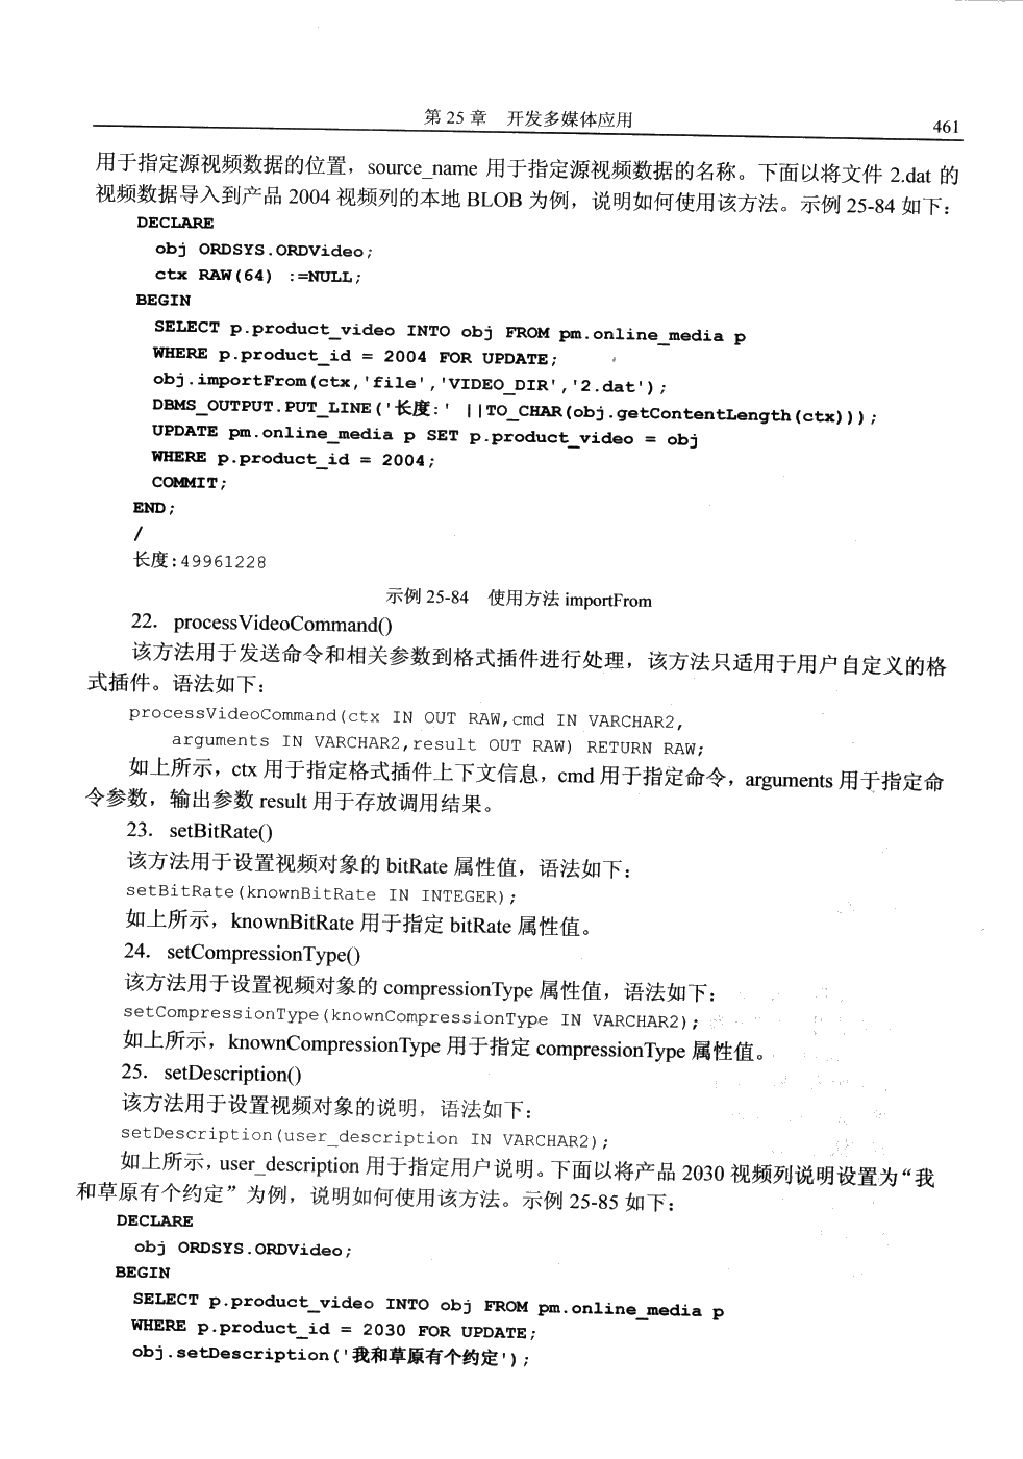 第 25 章　开发多媒体应用
461
用于指定源视频数据的位置，source_name 用于指定源视频数据的名称。下面以将文件 2.dat 的
视频数据导入到产品 2004 视频列的本地 BLOB 为例，说明如何使用该方法。示例 25-84 如下：
DECLARE
obj ORDSYS.ORDVideo;
ctx RAW(64) :=NULL;
BEGIN
SELECT p.product_video INTO obj FROM pm.online_media p
WHERE p.product_id = 2004 FOR UPDATE;
obj.importFrom(ctx,'file','VIDEO_DIR','2.dat');
DBMS_OUTPUT.PUT_LINE('长度:' ||TO_CHAR(obj.getContentLength(ctx)));
UPDATE pm.online_media p SET p.product_video = obj
WHERE p.product_id = 2004;
COMMIT;
END;
/
长度:49961228
示例 25-84　使用方法 importFrom
22．processVideoCommand()
该方法用于发送命令和相关参数到格式插件进行处理，该方法只适用于用户自定义的格
式插件。语法如下：
processVideoCommand(ctx IN OUT RAW,cmd IN VARCHAR2,
arguments IN VARCHAR2,result OUT RAW) RETURN RAW;
如上所示，ctx 用于指定格式插件上下文信息，cmd 用于指定命令，arguments 用于指定命
令参数，输出参数 result 用于存放调用结果。
23．setBitRate()
该方法用于设置视频对象的 bitRate 属性值，语法如下：
setBitRate(knownBitRate IN INTEGER);
如上所示，knownBitRate 用于指定 bitRate 属性值。
24．setCompressionType()
该方法用于设置视频对象的 compressionType 属性值，语法如下：
setCompressionType(knownCompressionType IN VARCHAR2);
如上所示，knownCompressionType 用于指定 compressionType 属性值。
25．setDescription()
该方法用于设置视频对象的说明，语法如下：
setDescription(user_description IN VARCHAR2);
如上所示，user_description 用于指定用户说明。下面以将产品 2030 视频列说明设置为“我
和草原有个约定”为例，说明如何使用该方法。示例 25-85 如下：
DECLARE
obj ORDSYS.ORDVideo;
BEGIN
SELECT p.product_video INTO obj FROM pm.online_media p
WHERE p.product_id = 2030 FOR UPDATE;
obj.setDescription('我和草原有个约定');